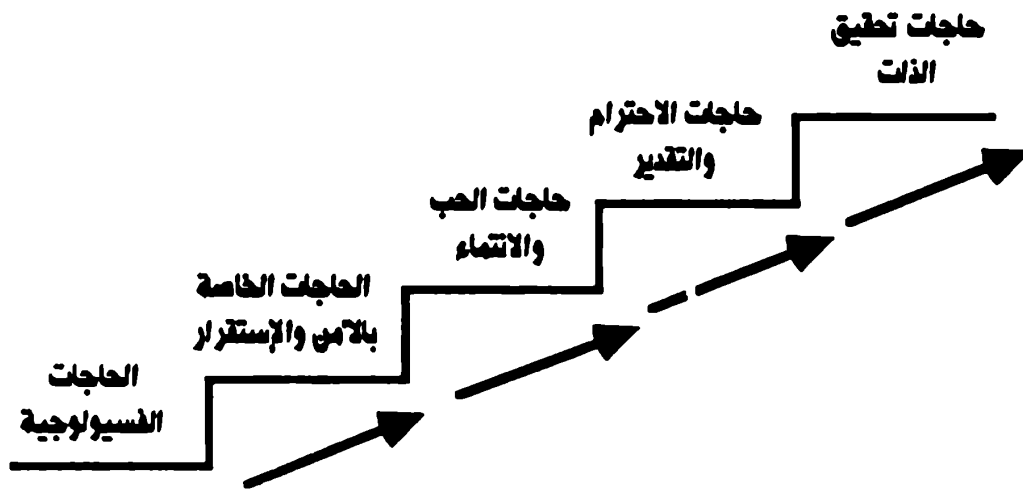 حاجات تحقيق
الذات
حاجات الاحترام
والتقدير
حاجات الحب
والانتماء
الحاجات الخاصة
بالأمن والإستقرار
الحاجات
الفسيولوجية